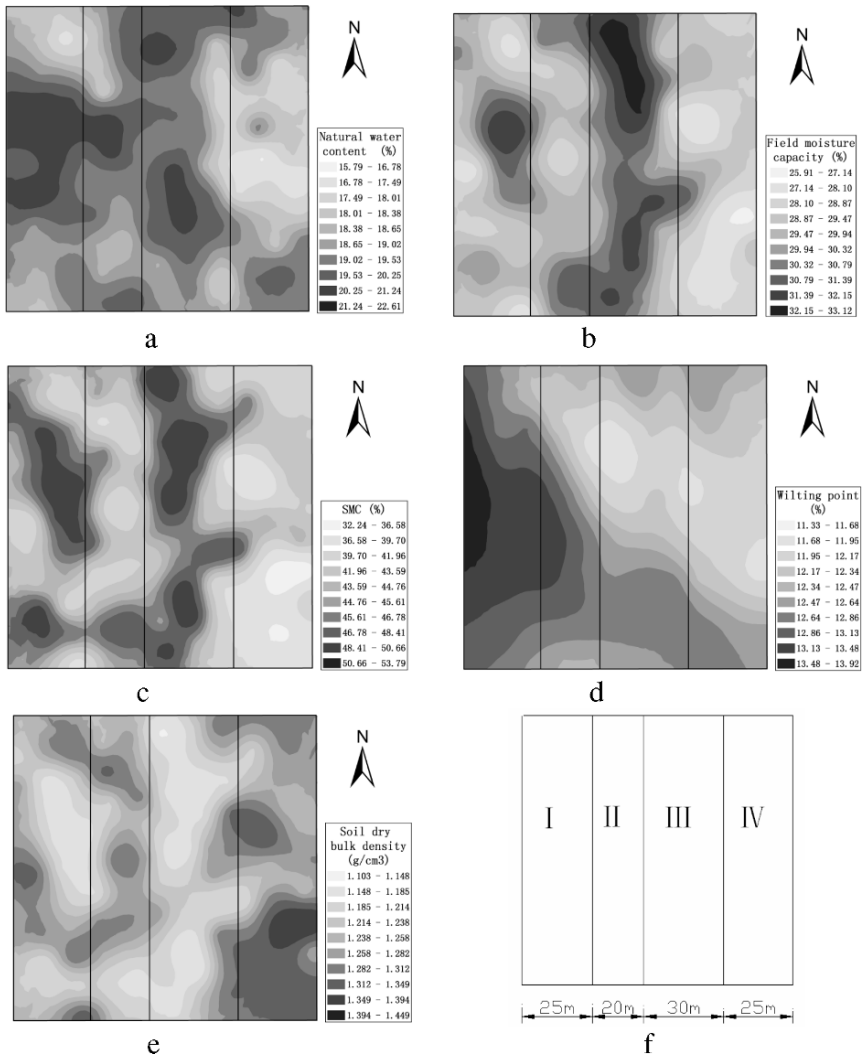 N
Natural water
content (%)
15.79 - 16.78
16.78 - 17.49
17.49 - 18.01
18.01 - 18.38
18.38 - 18.65
18.65 - 19.02
19.02 - 19.53
19.53 - 20.25
20.25 - 21.24
21.24 - 22.61
a
N
Field moisture
capacity (%)
25.91 - 27.14
27.14 - 28.10
28.10 - 28.87
28.87 - 29.47
29.47 - 29.94
29.94 - 30.32
30.32 - 30.79
30.79 - 31.39
31.39 - 32.15
32.15 - 33.12
b
N
SMC (%)
32.24 - 36.58
36.58 - 39.70
39.70 - 41.96
41.96 - 43.59
43.59 - 44.76
44.76 - 45.61
45.61 - 46.78
46.78 - 48.41
48.41 - 50.66
50.66 - 53.79
c
N
Wilting point
(%)
11.33 - 11.68
11.68 - 11.95
11.95 - 12.17
12.17 - 12.34
12.34 - 12.47
12.47 - 12.64
12.64 - 12.86
12.86 - 13.13
13.13 - 13.48
13.48 - 13.92
d
N
Soil dry
bulk density
(g/cm3)
1.103 - 1.148
1.148 - 1.185
1.185 - 1.214
1.214 - 1.238
1.238 - 1.258
1.258 - 1.282
1.282 - 1.312
1.312 - 1.349
1.349 - 1.394
1.394 - 1.449
e
I II III IV
25m 20m 30m 25m
f